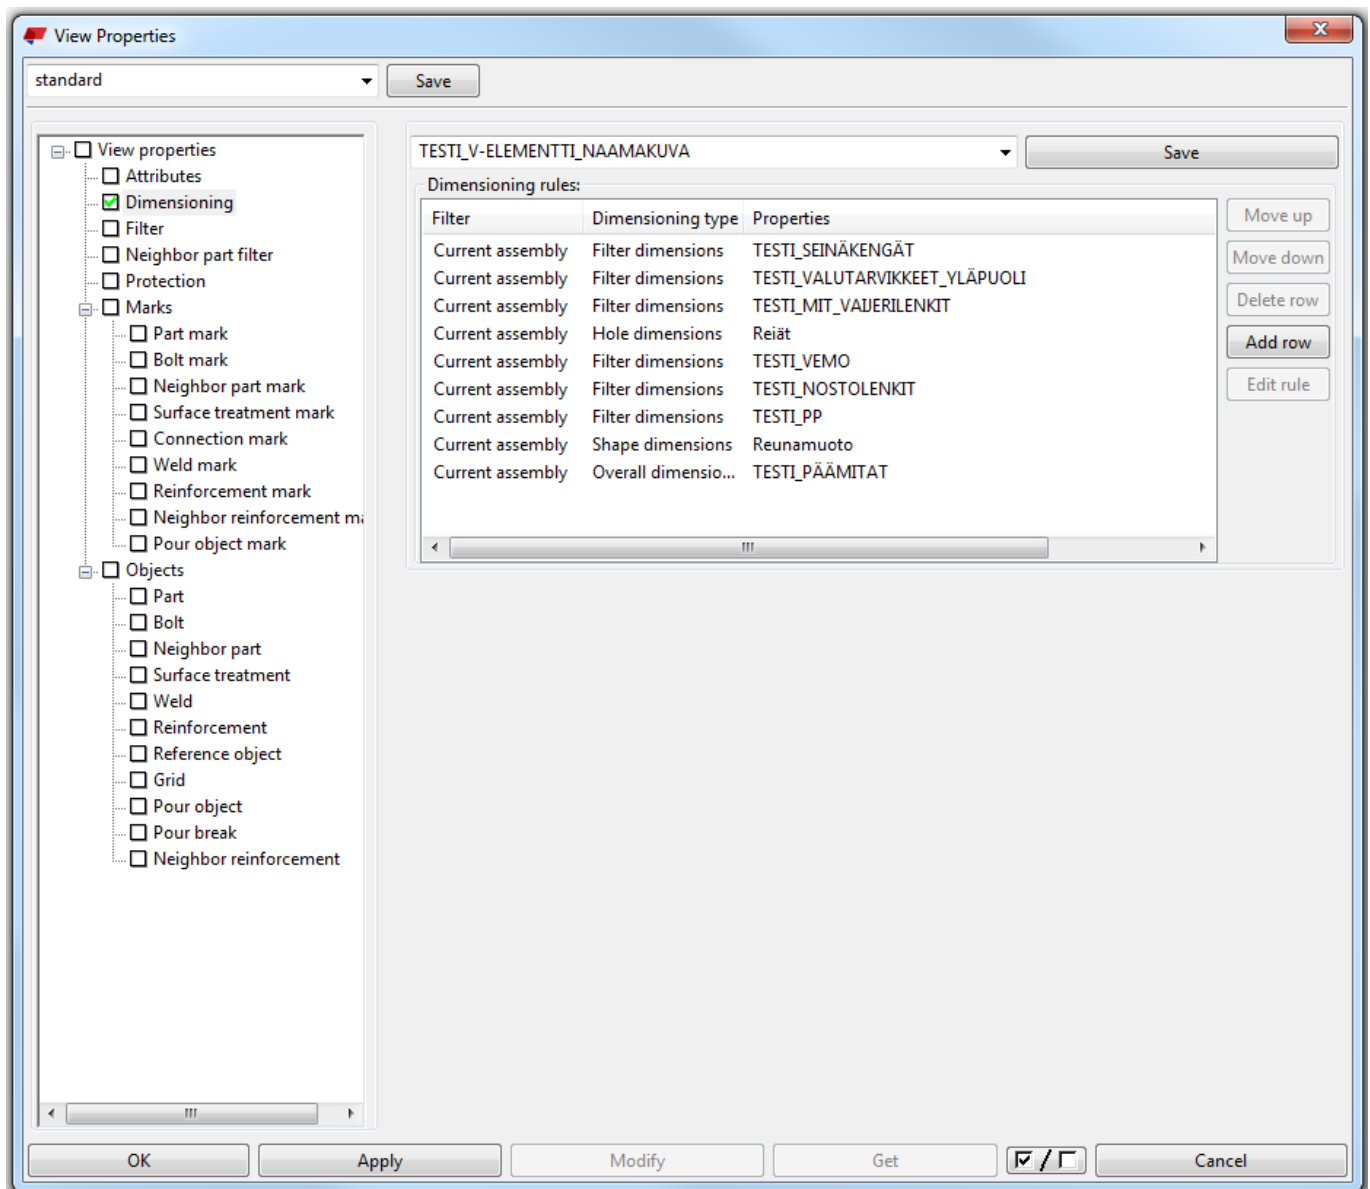 View Properties
standard
Save
View properties
Attributes
Dimensioning
Filter
Neighbor part filter
Protection
Marks
Part mark
Bolt mark
Neighbor part mark
Surface treatment mark
Connection mark
Weld mark
Reinforcement mark
Neighbor reinforcement ma
Pour object mark
Objects
Part
Bolt
Neighbor part
Surface treatment
Weld
Reinforcement
Reference object
Grid
Pour object
Pour break
Neighbor reinforcement
TESTI_V-ELEMENTTI_NAAMAKUVA
Save
Dimensioning rules:
Filter Dimensioning type Properties
Current assembly Filter dimensions TESTI_SEINÄKENGÄT
Current assembly Filter dimensions TESTI_VALUTARVIKKEET_YLÄPUOLI
Current assembly Filter dimensions TESTI_MIT_VAIJERILENKIT
Current assembly Hole dimensions Reiät
Current assembly Filter dimensions TESTI_VEMO
Current assembly Filter dimensions TESTI_NOSTOLENKIT
Current assembly Filter dimensions TESTI_PP
Current assembly Shape dimensions Reunamuoto
Current assembly Overall dimensio... TESTI_PÄÄMITAT
Move up
Move down
Delete row
Add row
Edit rule
OK
Apply
Modify
Get
/
Cancel